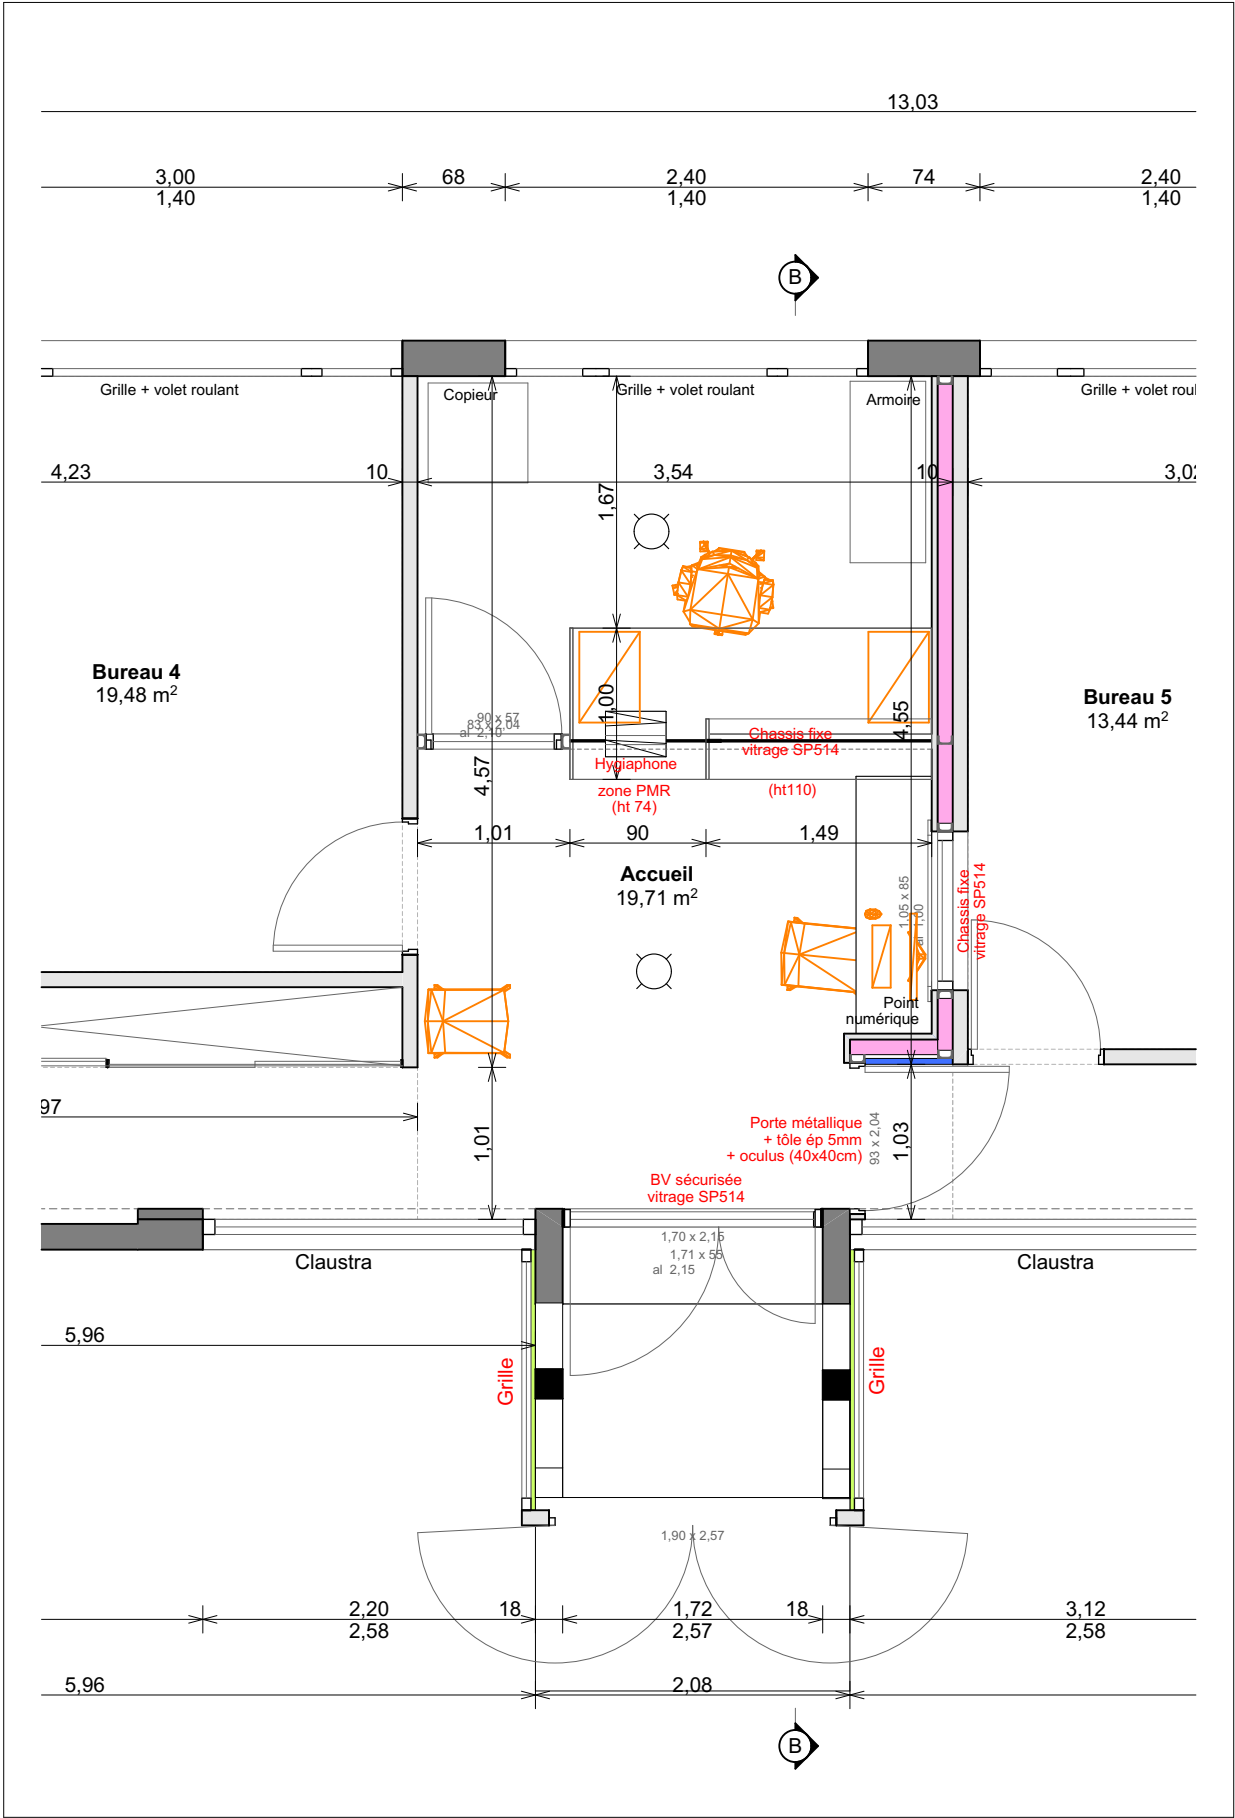 13,03
3,00
1,40
68
2,40
1,40
74
2,40
1,40
B
Grille + volet roulant
Copieur
Grille + volet roulant
Armoire
Grille + volet roul
4,23
10
3,54
10
3,02
1,67
Bureau 4
19,48 m²
1,00
4,55
Bureau 5
13,44 m²
90 x 57
83 x 2,04
al 2,10
Chassis fixe
vitrage SP514
Hygiaphone
zone PMR
(ht 74)
(ht110)
4,57
1,01
90
1,49
Accueil
19,71 m²
1,05 x 85
al 1,00
Chassis fixe
vitrage SP514
Point
numérique
97
1,01
Porte métallique
+ tôle ép 5mm
+ oculus (40x40cm)
93 x 2,04
1,03
BV sécurisée
vitrage SP514
1,70 x 2,15
1,71 x 55
al 2,15
Claustra
Claustra
5,96
Grille
Grille
1,90 x 2,57
2,20
2,58
18
1,72
2,57
18
3,12
2,58
5,96
2,08
B